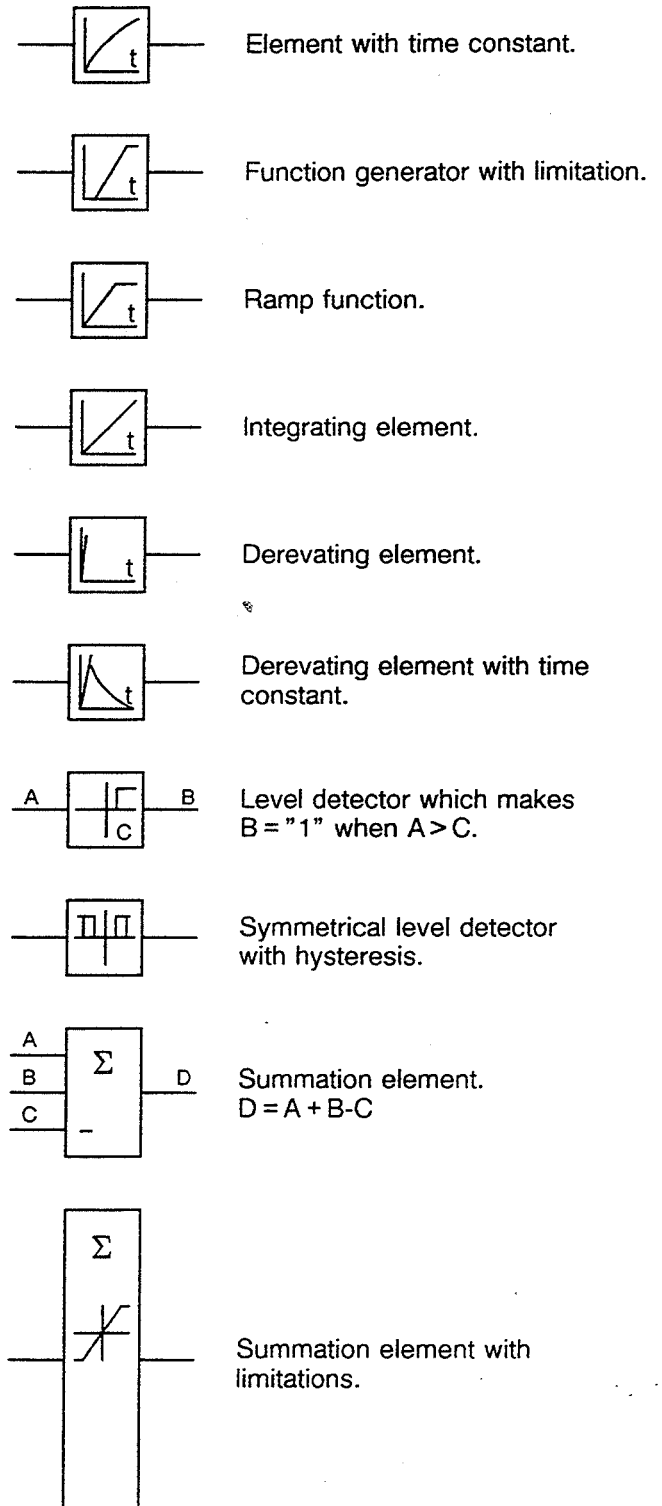 t
Element with time constant.
t
Function generator with limitation.
t
Ramp function.
t
Integrating element.
t
Derevating element.
t
Derevating element with time
constant.
A
C
B
Level detector which makes
B = "1" when A > C.
Symmetrical level detector
with hysteresis.
A
B
C
Σ
–
D
Summation element.
D = A + B-C
Σ
Summation element with
limitations.